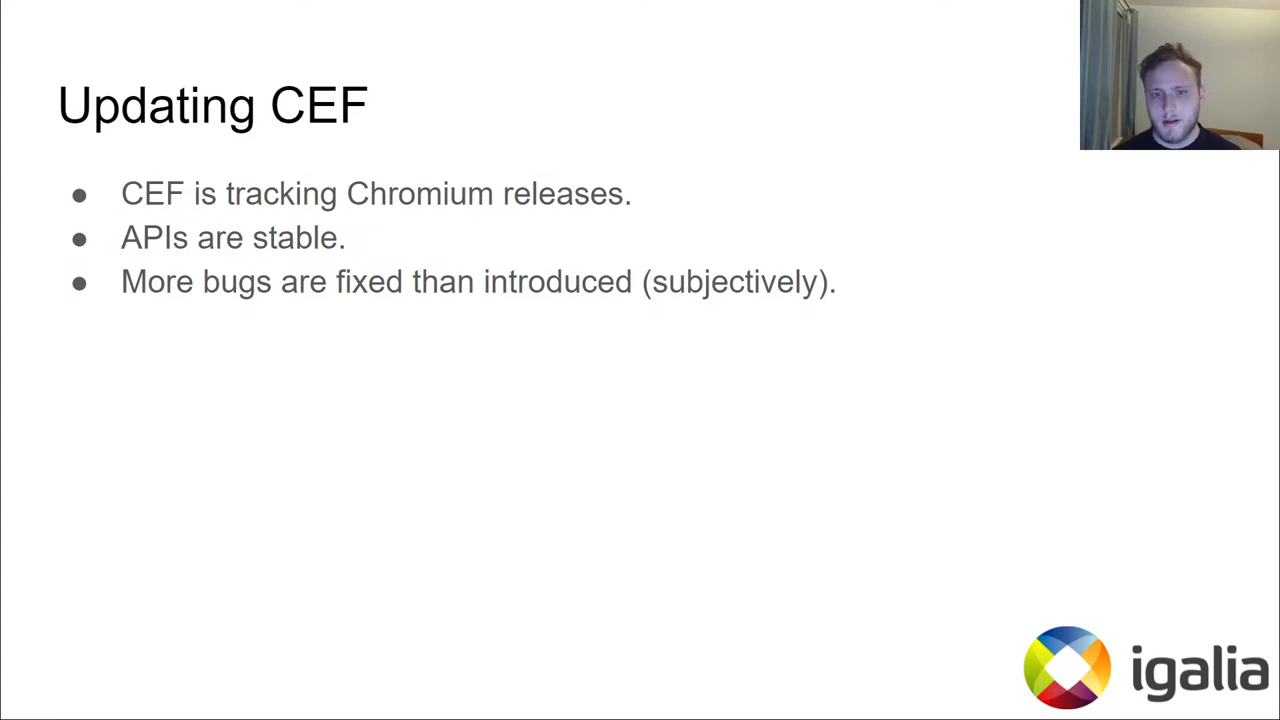 Updating CEF
● CEF is tracking Chromium releases.
● APIs are stable.
● More bugs are fixed than introduced (subjectively).
igalia